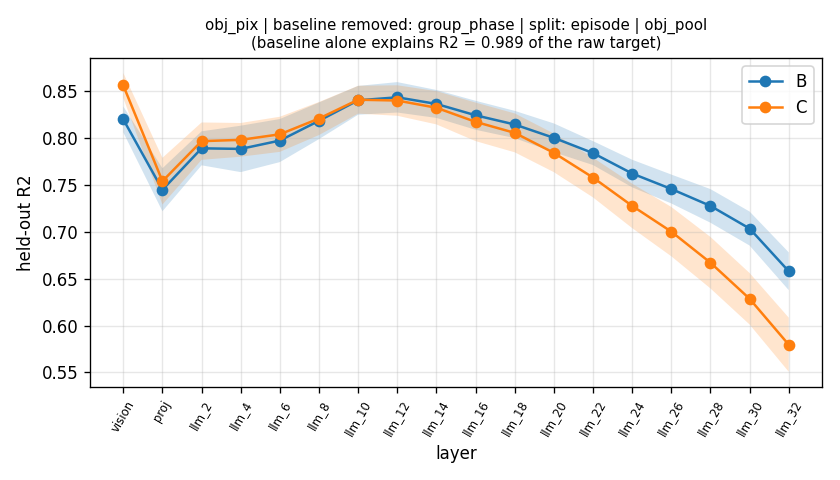 obj_pix | baseline removed: group_phase | split: episode | obj_pool
(baseline alone explains R2 = 0.989 of the raw target)
B
C
held-out R2
0.85
0.80
0.75
0.70
0.65
0.60
0.55
vision
proj
llm_2
llm_4
llm_6
llm_8
llm_10
llm_12
llm_14
llm_16
llm_18
llm_20
llm_22
llm_24
llm_26
llm_28
llm_30
llm_32
layer